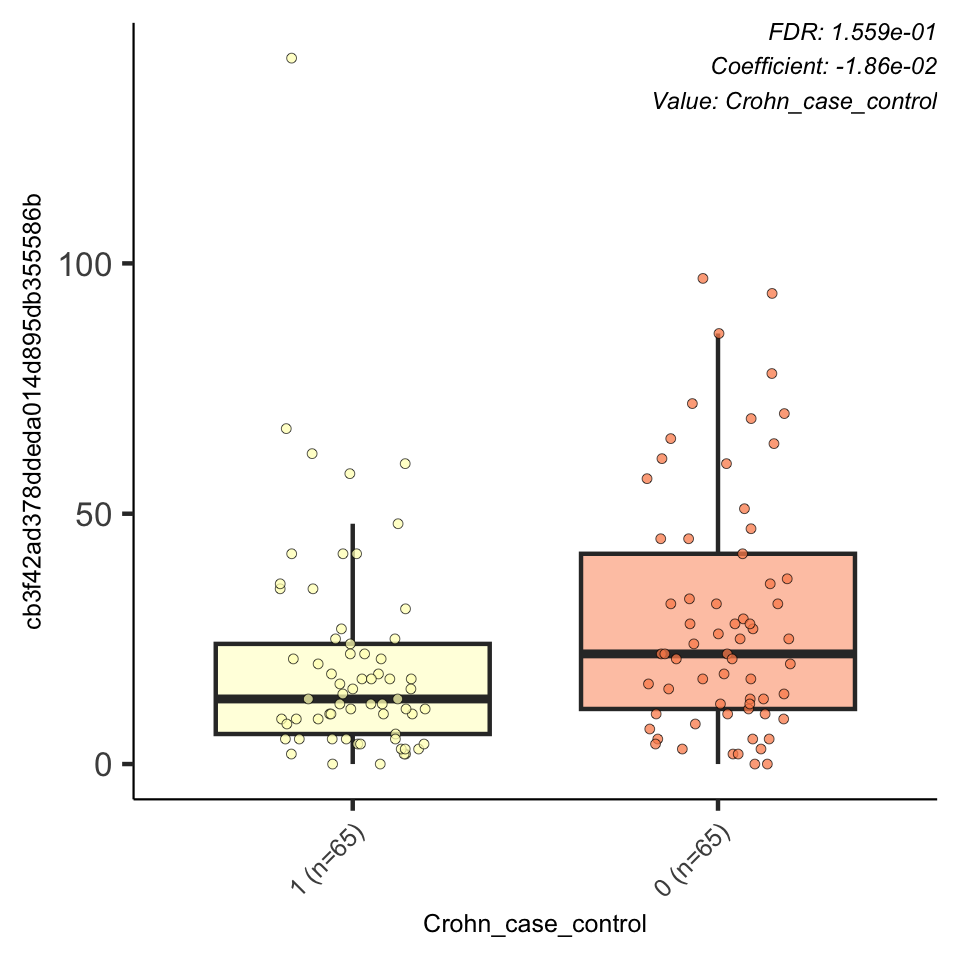 FDR: 1.559e-01
Coefficient: -1.86e-02
Value: Crohn_case_control
cb3f42ad378ddeda014d895db355586b
100
50
0
1 (n=65)
0 (n=65)
Crohn_case_control